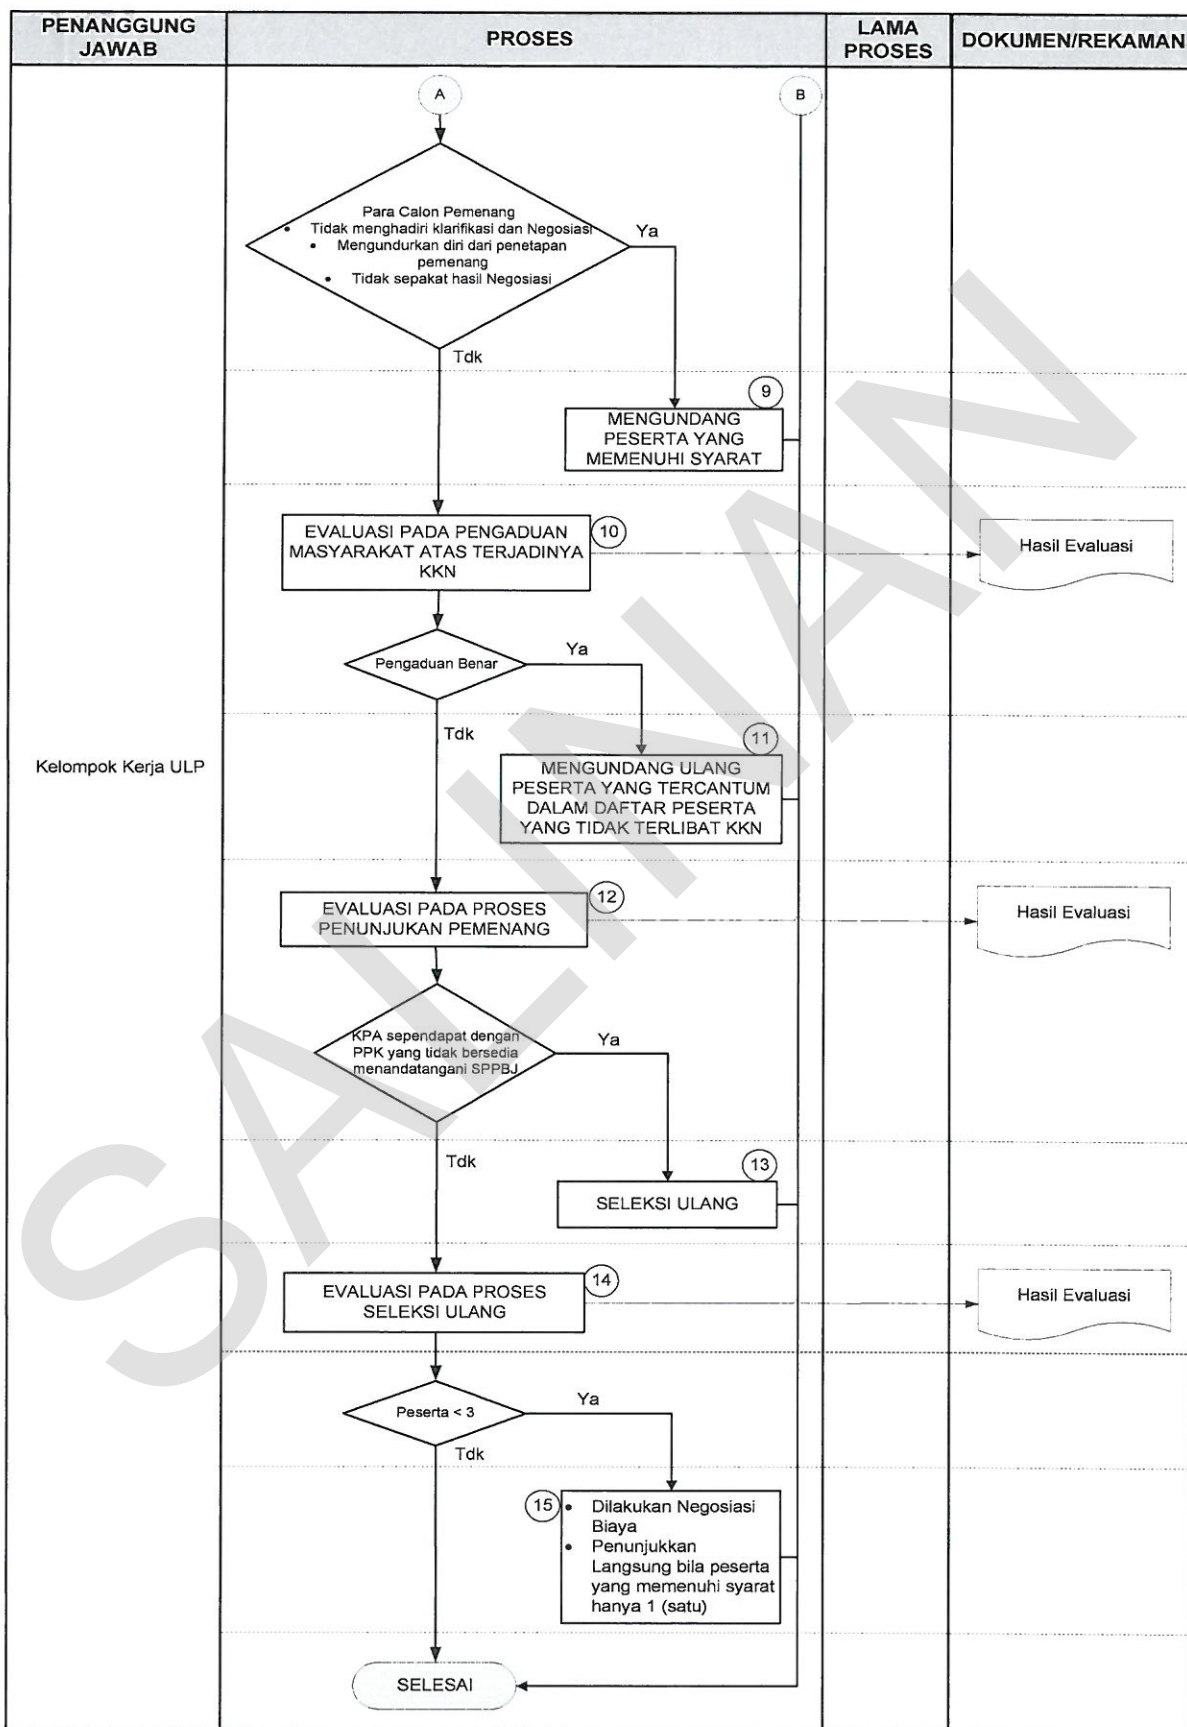 PENANGGUNG
JAWAB
PROSES
LAMA
PROSES
DOKUMEN/REKAMAN
A
B
Para Calon Pemenang
• Tidak menghadiri klarifikasi dan Negosiasi
• Mengundurkan diri dari penetapan
pemenang
• Tidak sepakat hasil Negosiasi
Ya
Tdk
9
MENGUNDANG
PESERTA YANG
MEMENUHI SYARAT
EVALUASI PADA PENGADUAN
MASYARAKAT ATAS TERJADINYA
KKN
10
Hasil Evaluasi
Pengaduan Benar
Ya
Tdk
11
Kelompok Kerja ULP
MENGUNDANG ULANG
PESERTA YANG TERCANTUM
DALAM DAFTAR PESERTA
YANG TIDAK TERLIBAT KKN
EVALUASI PADA PROSES
PENUNJUKAN PEMENANG
12
Hasil Evaluasi
KPA sependapat dengan
PPK yang tidak bersedia
menandatangani SPPBJ
Ya
Tdk
13
SELEKSI ULANG
EVALUASI PADA PROSES
SELEKSI ULANG
14
Hasil Evaluasi
Peserta < 3
Ya
Tdk
15
• Dilakukan Negosiasi
Biaya
• Penunjukkan
Langsung bila peserta
yang memenuhi syarat
hanya 1 (satu)
SELESAI
SALINAN